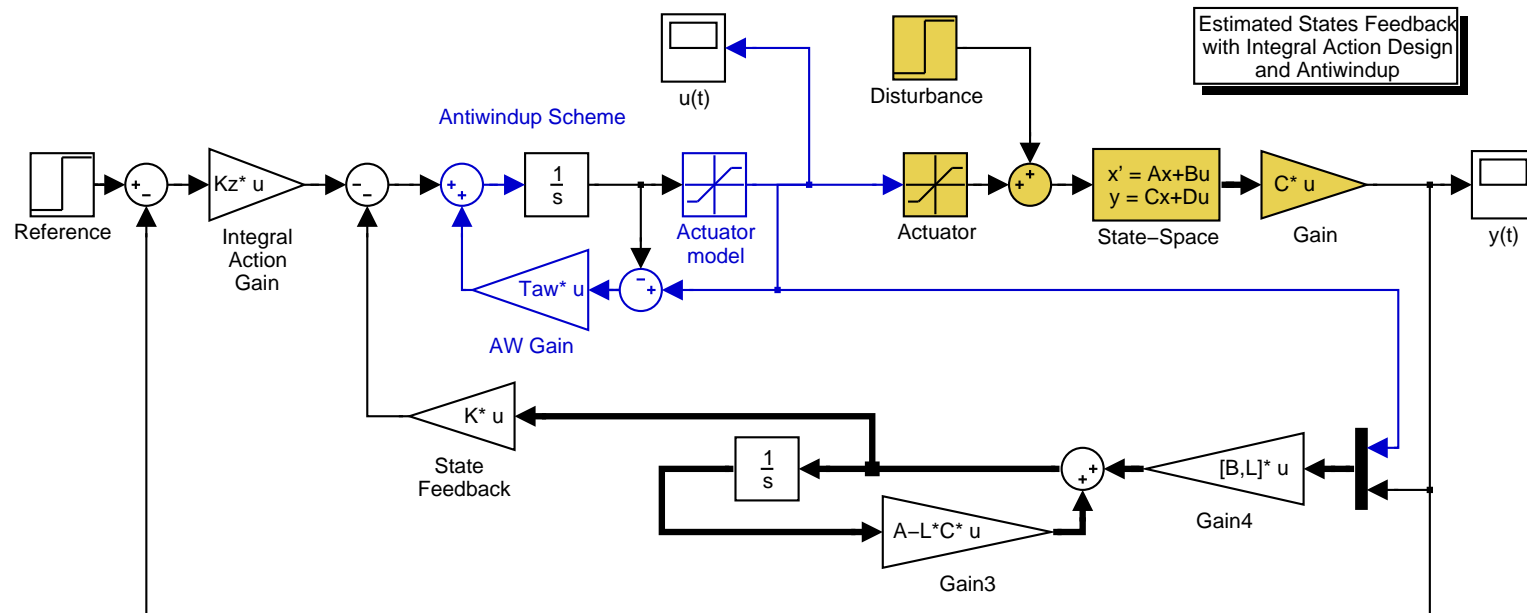 Estimated States Feedback
with Integral Action Design
and Antiwindup
u(t)
Disturbance
Antiwindup Scheme
+
−
Kz* u
−
−
+
+
1
s
+
+
x' = Ax+Bu
y = Cx+Du
C* u
Reference
Integral
Action
Gain
Actuator
model
Actuator
State−Space
Gain
y(t)
Taw* u
−
+
AW Gain
K* u
State
Feedback
1
s
+
+
[B,L]* u
Gain4
A−L*C* u
Gain3